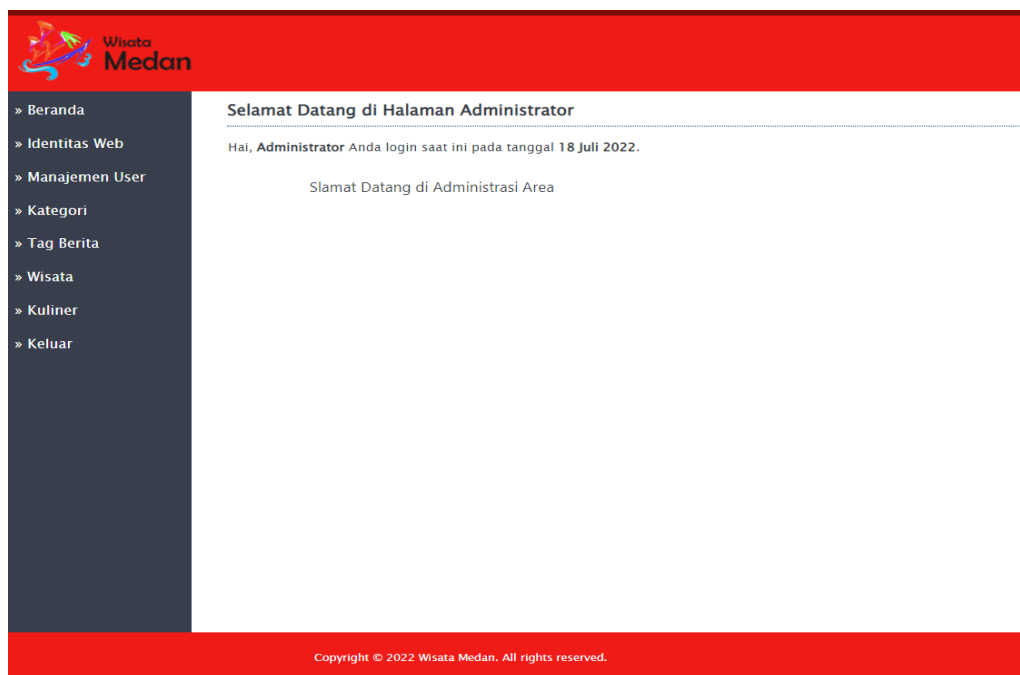 Wisata
Medan
» Beranda
» Identitas Web
» Manajemen User
» Kategori
» Tag Berita
» Wisata
» Kuliner
» Keluar
Selamat Datang di Halaman Administrator
Hai, Administrator Anda login saat ini pada tanggal 18 Juli 2022.
Slamat Datang di Administrasi Area
Copyright © 2022 Wisata Medan. All rights reserved.